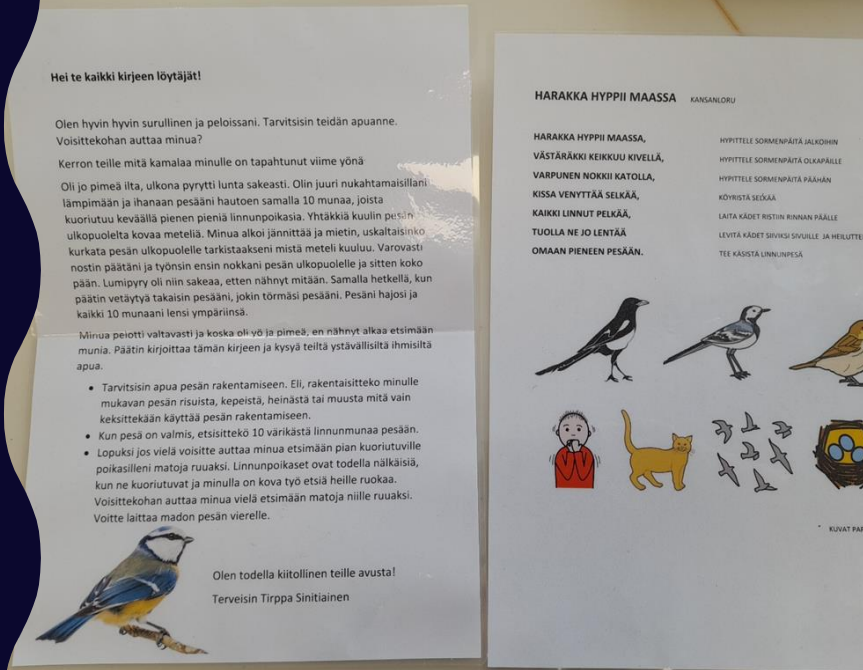 Hei te kaikki kirjeen löytäjät!
Olen hyvin hyvin surullinen ja peloissani. Tarvitsisin teidän apuanne.
Voisittekohan auttaa minua?
Kerron teille mitä kamalaa minulle on tapahtunut viime yönä
Oli jo pimeä ilta, ulkona pyrytti lunta sakeasti. Olin juuri nukahtamaisillani
lämpimään ja ihanaan pesääni hautoen samalla 10 munaa, joista
kuoriutuu keväällä pienen pieniä linnunpoikasia. Yhtäkkiä kuulin pesän
ulkopuolelta kovaa meteliä. Minua alkoi jännittää ja mietin, uskaltaisinko
kurkata pesän ulkopuolelle tarkistaakseni mistä meteli kuuluu. Varovasti
nostin päätäni ja työnsin ensin nokkani pesän ulkopuolelle ja sitten koko
pään. Lumipyry oli niin sakeaa, etten nähnyt mitään. Samalla hetkellä, kun
päätin vetäytyä takaisin pesääni, jokin törmäsi pesääni. Pesäni hajosi ja
kaikki 10 munaani lensi ympäriinsä.
Minua pelotti valtavasti ja koska oli yö ja pimeä, en nähnyt alkaa etsimään
munia. Päätin kirjoittaa tämän kirjeen ja kysyä teiltä ystävällisiltä ihmisiltä
apua.
• Tarvitsisin apua pesän rakentamiseen. Eli, rakentaisitteko minulle
mukavan pesän risuista, kepeistä, heinästä tai muusta mitä vain
keksittekään käyttää pesän rakentamiseen.
• Kun pesä on valmis, etsisittekö 10 värikästä linnunmunaa pesään.
• Lopuksi jos vielä voisitte auttaa minua etsimään pian kuoriutuville
poikasilleni matoja ruuaksi. Linnunpoikaset ovat todella nälkäisiä,
kun ne kuoriutuvat ja minulla on kova työ etsiä heille ruokaa.
Voisittekohan auttaa minua vielä etsimään matoja niille ruuaksi.
Voitte laittaa madon pesän vierelle.
Olen todella kiitollinen teille avusta!
Terveisin Tirppa Sinitiainen
HARAKKA HYPPII MAASSA KANSANLORU
HARAKKA HYPPII MAASSA, HYPITTELE SORMENPÄITÄ JALKOIHIN
VÄSTÄRÄKKI KEIKKUU KIVELLÄ, HYPITTELE SORMENPÄITÄ OLKAPÄILLE
VARPUNEN NOKKII KATOLLA, HYPITTELE SORMENPÄITÄ PÄÄHÄN
KISSA VENYTTÄÄ SELKÄÄ, KÖYRISTÄ SELKÄÄ
KAIKKI LINNUT PELKÄÄ, LAITA KÄDET RISTIIN RINNAN PÄÄLLE
TUOLLA NE JO LENTÄÄ LEVITÄ KÄDET SIIVIKSI SIVUILLE JA HEILUTTE
OMAAN PIENEEN PESÄÄN. TEE KÄSISTÄ LINNUNPESÄ
KUVAT